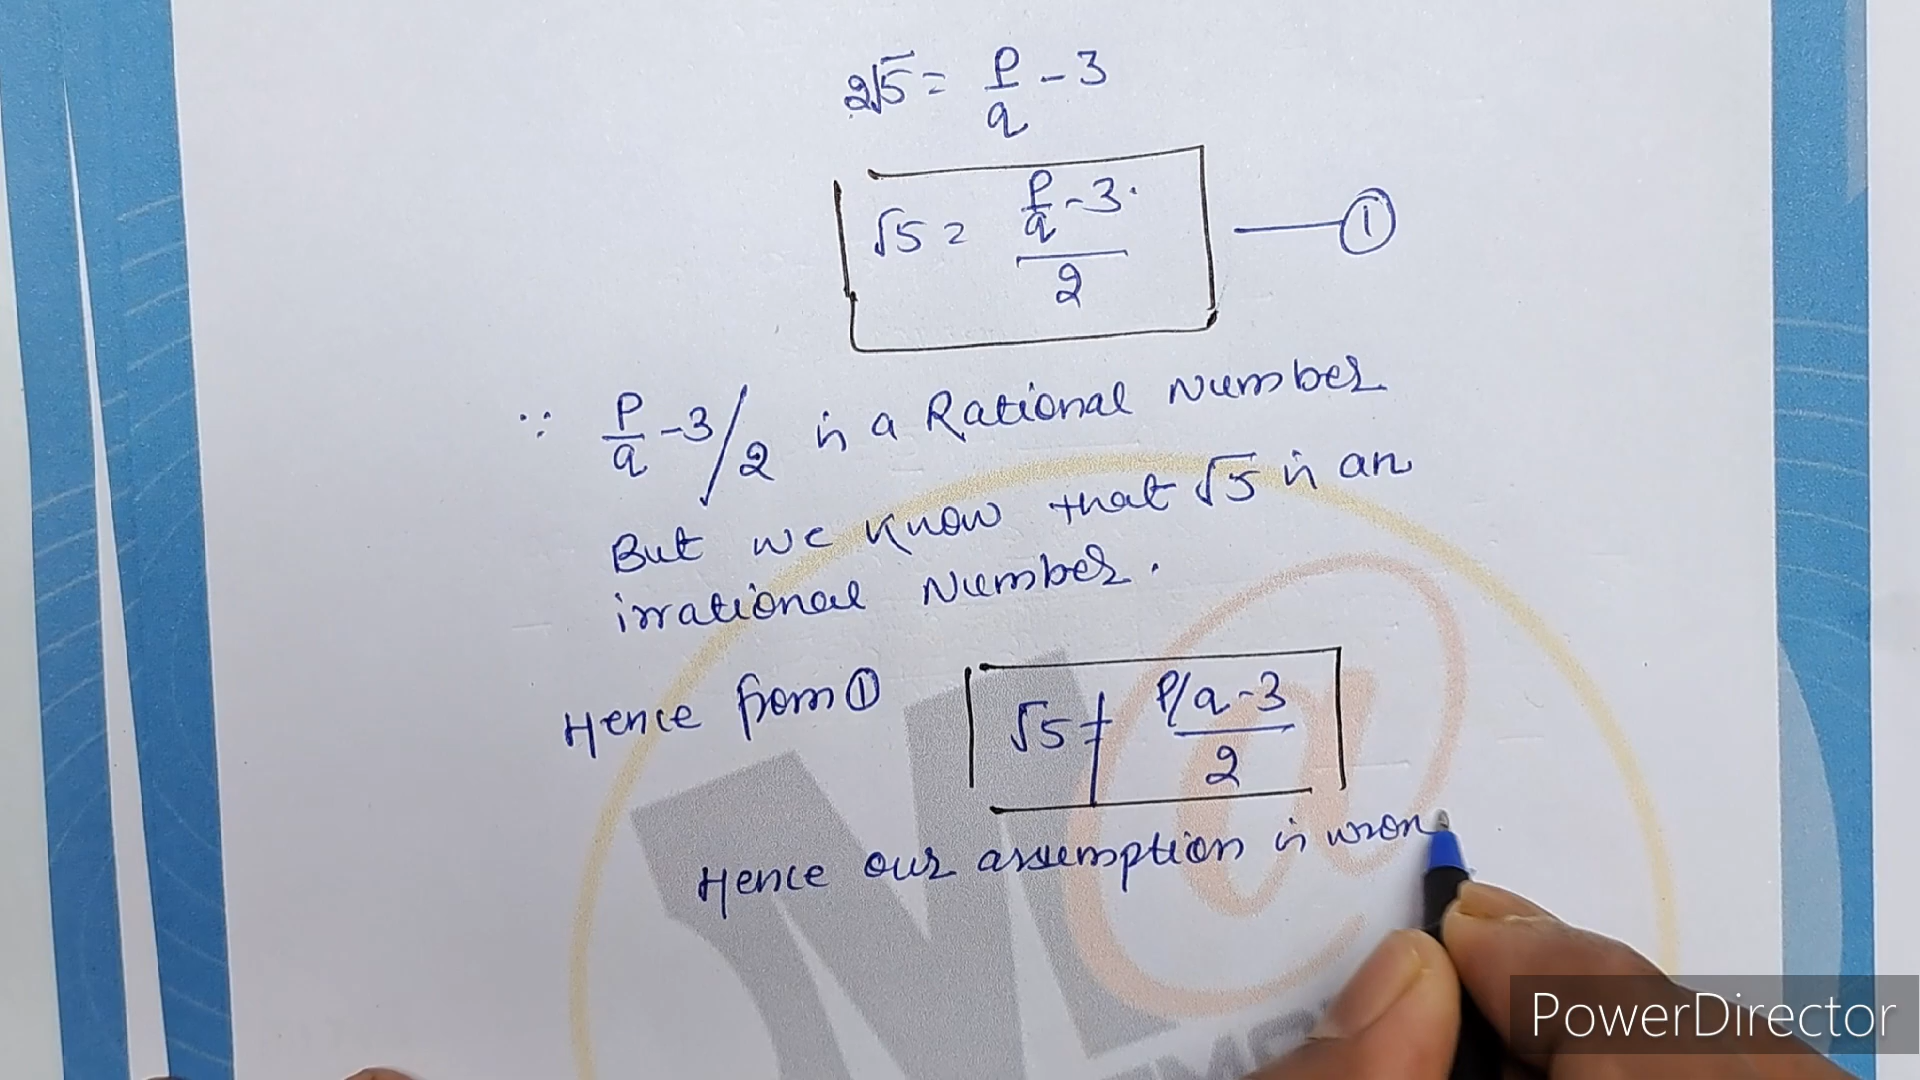 2√5 = P/q - 3
√5 = (P/q - 3)/2 — ①
∵ P/q - 3/2 is a Rational Number
But we know that √5 is an
irrational Number.
Hence from ① √5 ≠ (P/q - 3)/2
Hence our assumption is wron
PowerDirector